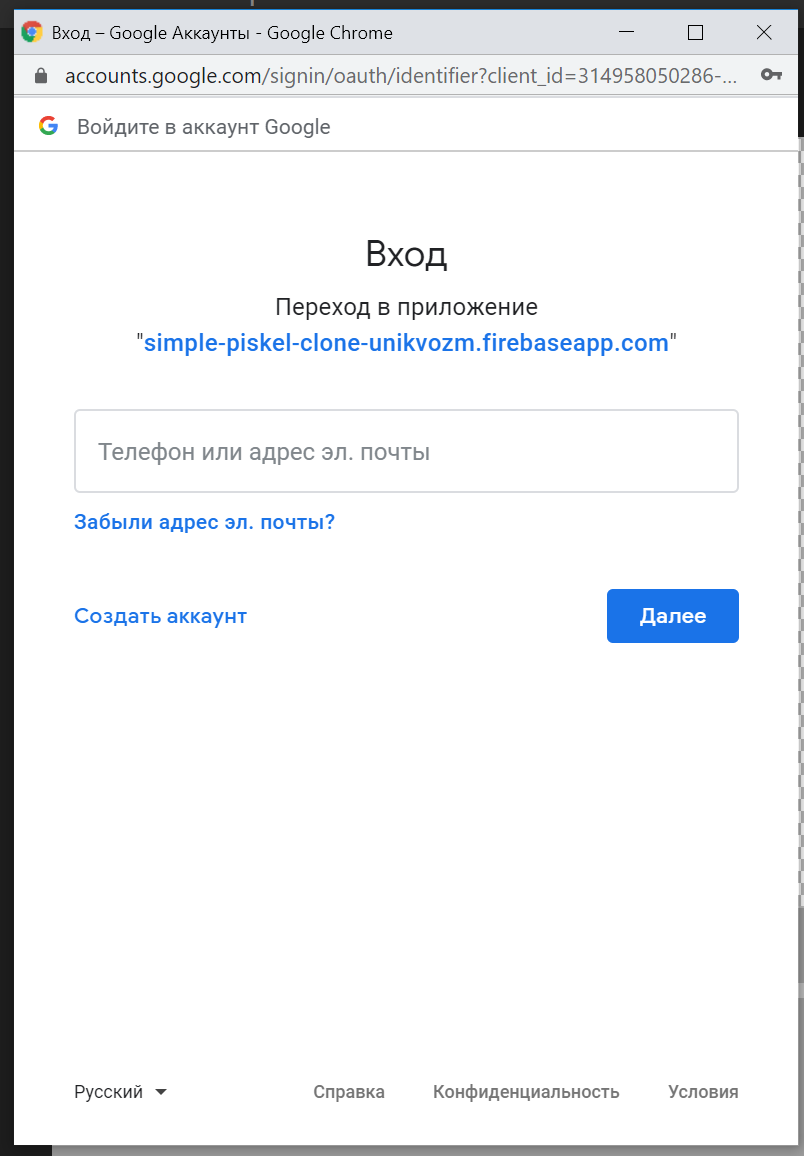 Вход – Google Аккаунты - Google Chrome
accounts.google.com/signin/oauth/identifier?client_id=314958050286-...
Войдите в аккаунт Google
Вход
Переход в приложение
"simple-piskel-clone-unikvozm.firebaseapp.com"
Телефон или адрес эл. почты
Забыли адрес эл. почты?
Создать аккаунт Далее
Русский Справка Конфиденциальность Условия